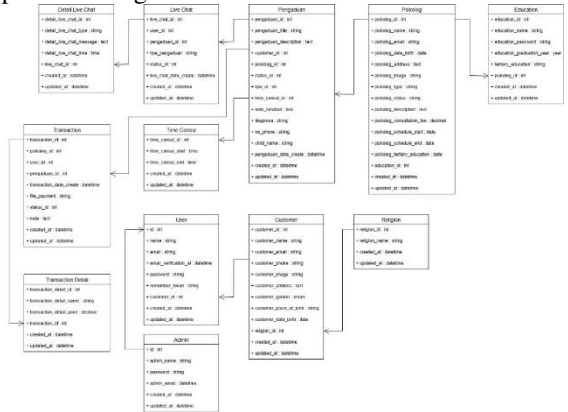 Detail Live Chat
+ detail_live_chat_id : int
+ detail_live_chat_type : string
+ detail_live_chat_message : text
+ detail_live_chat_time : time
+ live_chat_id : int
+ created_at : datetime
+ updated_at : datetime
Live Chat
+ live_chat_id : int
+ user_id : int
+ pengaduan_id : int
+ tipe_pengaduan : string
+ status_id : int
+ live_chat_date_create : datetime
+ created_at : datetime
+ updated_at : datetime
Pengaduan
+ pengaduan_id : int
+ pengaduan_title : string
+ pengaduan_description : text
+ customer_id : int
+ psikolog_id : int
+ status_id : int
+ tipe_id : int
+ time_consul_id : int
+ diagnosa : string
+ no_phone : string
+ child_name : string
+ pengaduan_date_create : datetime
+ created_at : datetime
+ updated_at : datetime
Psikolog
+ psikolog_id : int
+ psikolog_name : string
+ psikolog_email : string
+ psikolog_date_birth : date
+ psikolog_address : text
+ psikolog_image : string
+ psikolog_type : string
+ psikolog_status : string
+ psikolog_description : text
+ psikolog_consultation_fee : decimal
+ psikolog_schedule_start : date
+ psikolog_schedule_end : date
+ psikolog_tertiary_education : date
+ education_id : int
+ created_at : datetime
+ updated_at : datetime
Education
+ education_id : int
+ education_name : string
+ education_password : string
+ education_graduation_year : year
+ tertiary_education : string
+ psikolog_id : int
+ created_at : datetime
+ updated_at : datetime
Transaction
+ transaction_id : int
+ psikolog_id : int
+ user_id : int
+ pengaduan_id : int
+ transaction_date_create : datetime
+ file_payment : string
+ status_id : int
+ note : text
+ created_at : datetime
+ updated_at : datetime
Time Consul
+ time_consul_id : int
+ time_consul_start : time
+ time_consul_end : time
+ created_at : datetime
+ updated_at : datetime
User
+ id : int
+ name : string
+ email : string
+ email_verification_at : datetime
+ password : string
+ remember_token : string
+ customer_id : int
+ created_at : datetime
+ updated_at : datetime
Customer
+ customer_id : int
+ customer_name : string
+ customer_email : string
+ customer_phone : string
+ customer_image : string
+ customer_address : text
+ customer_gender : enum
+ customer_place_of_birth : string
+ customer_date_birth : date
+ religion_id : int
+ created_at : datetime
+ updated_at : datetime
Religion
+ religion_id : int
+ religion_name : string
+ created_at : datetime
+ updated_at : datetime
Transaction Detail
+ transaction_detail_id : int
+ transaction_detail_name : string
+ transaction_detail_price : decimal
+ transaction_id : int
+ created_at : datetime
+ updated_at : datetime
Admin
+ id : int
+ admin_name : string
+ password : string
+ admin_email : datetime
+ created_at : datetime
+ updated_at : datetime